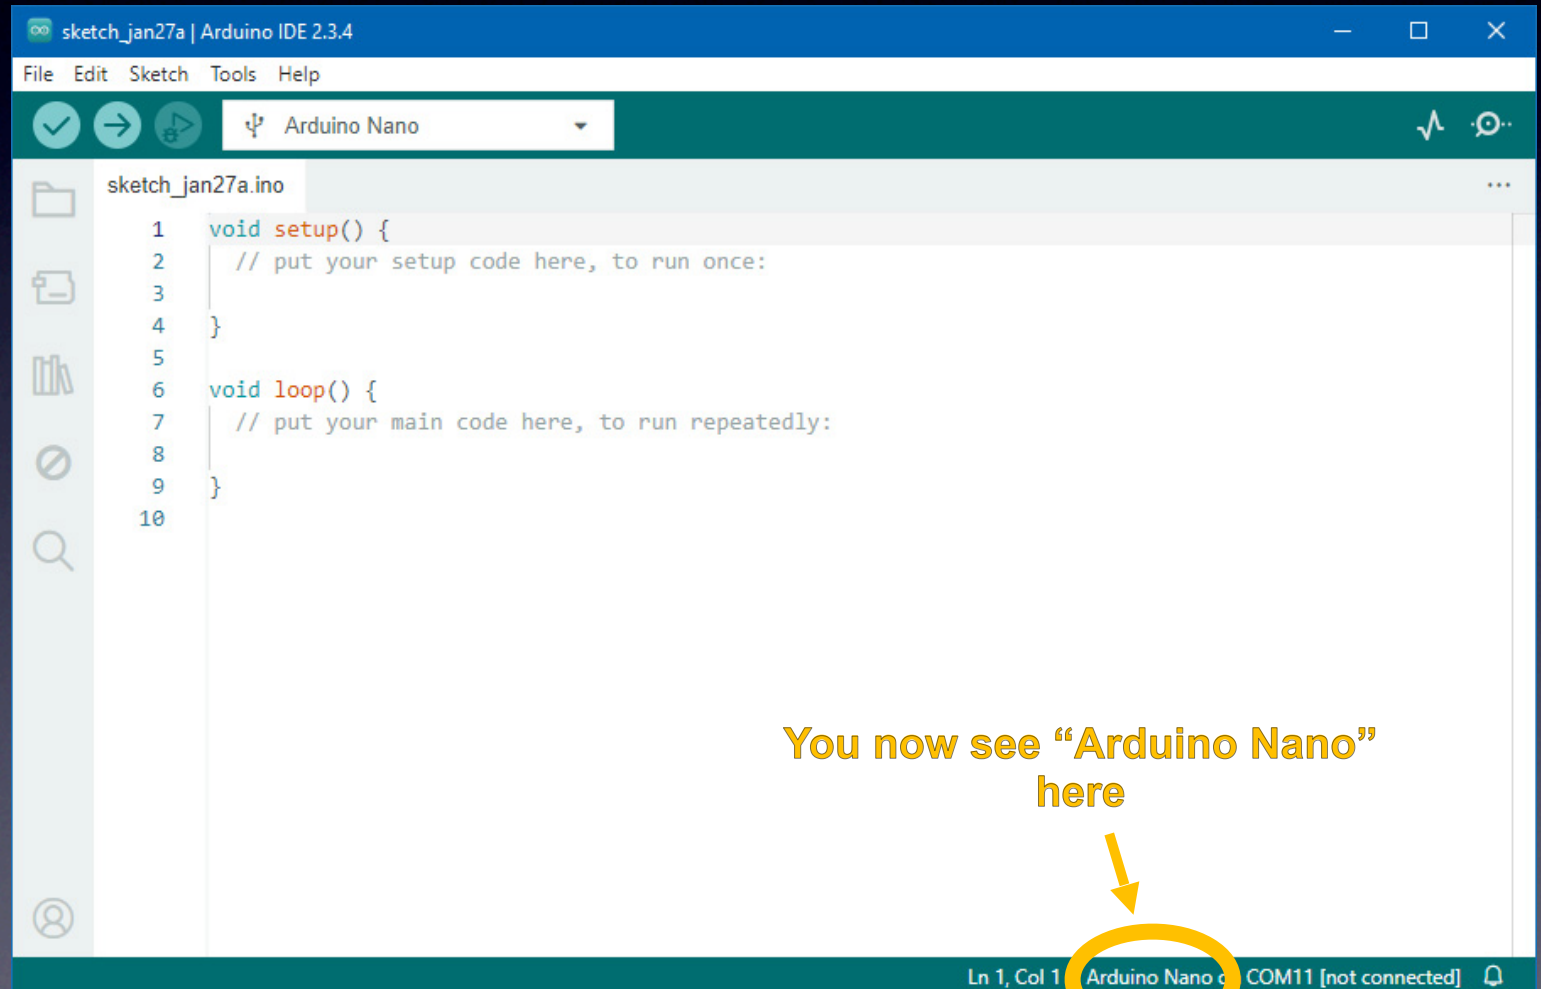 sketch_jan27a | Arduino IDE 2.3.4
File Edit Sketch Tools Help
Arduino Nano
sketch_jan27a.ino
1 void setup() {
2 // put your setup code here, to run once:
3
4 }
5
6 void loop() {
7 // put your main code here, to run repeatedly:
8
9 }
10
You now see “Arduino Nano”
here
Ln 1, Col 1 Arduino Nano COM11 [not connected]